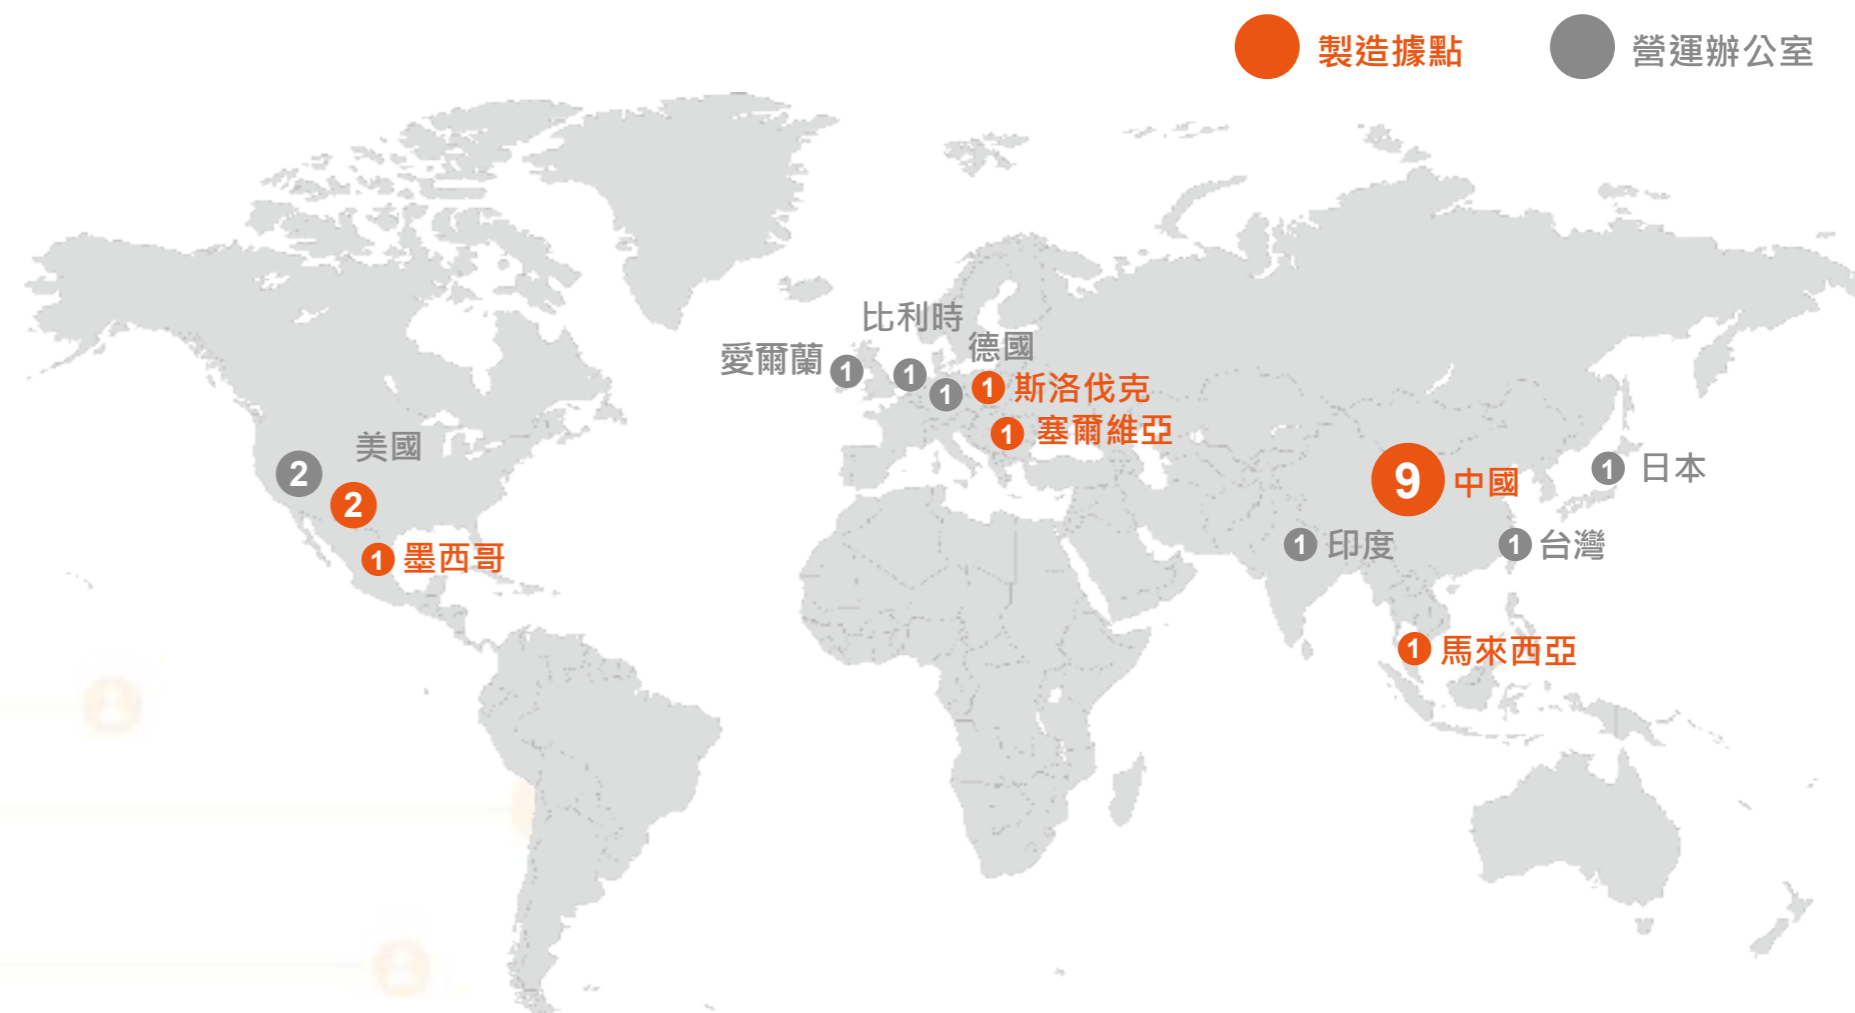 製造據點
營運辦公室
比利時
德國
愛爾蘭
1
1
1
1
斯洛伐克
1
塞爾維亞
美國
2
2
1
墨西哥
9
中國
1
日本
1
印度
1
台灣
1
馬來西亞